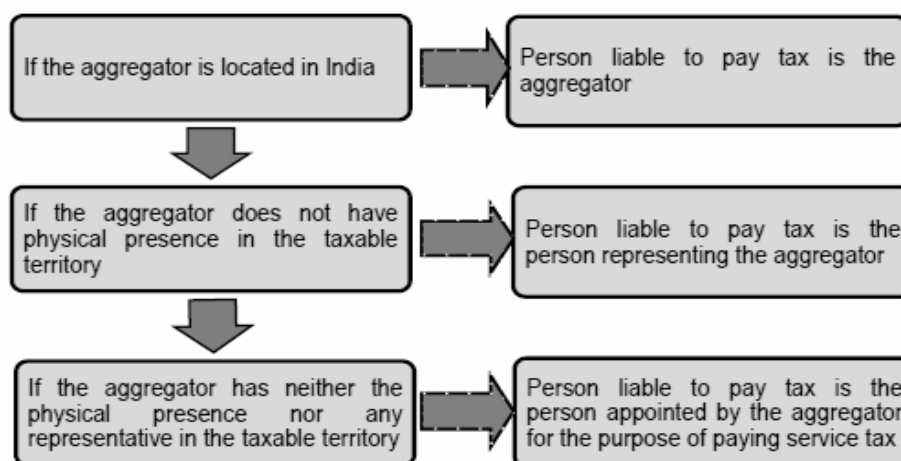 If the aggregator is located in India
Person liable to pay tax is the
aggregator
If the aggregator does not have
physical presence in the taxable
territory
Person liable to pay tax is the
person representing the aggregator
If the aggregator has neither the
physical presence nor any
representative in the taxable territory
Person liable to pay tax is the
person appointed by the aggregator
for the purpose of paying service tax